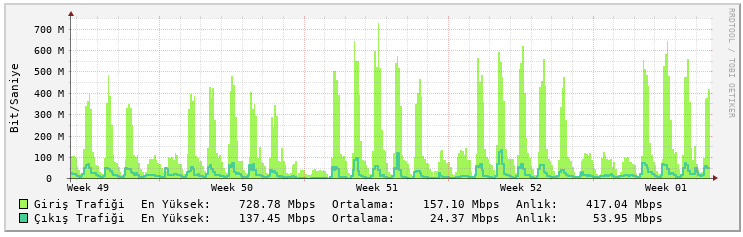 RRDTOOL / TOBI OETIKER
Bit/Saniye
700 M
600 M
500 M
400 M
300 M
200 M
100 M
0
Week 49 Week 50 Week 51 Week 52 Week 01
Giriş Trafiği En Yüksek: 728.78 Mbps Ortalama: 157.10 Mbps Anlık: 417.04 Mbps
Çıkış Trafiği En Yüksek: 137.45 Mbps Ortalama: 24.37 Mbps Anlık: 53.95 Mbps